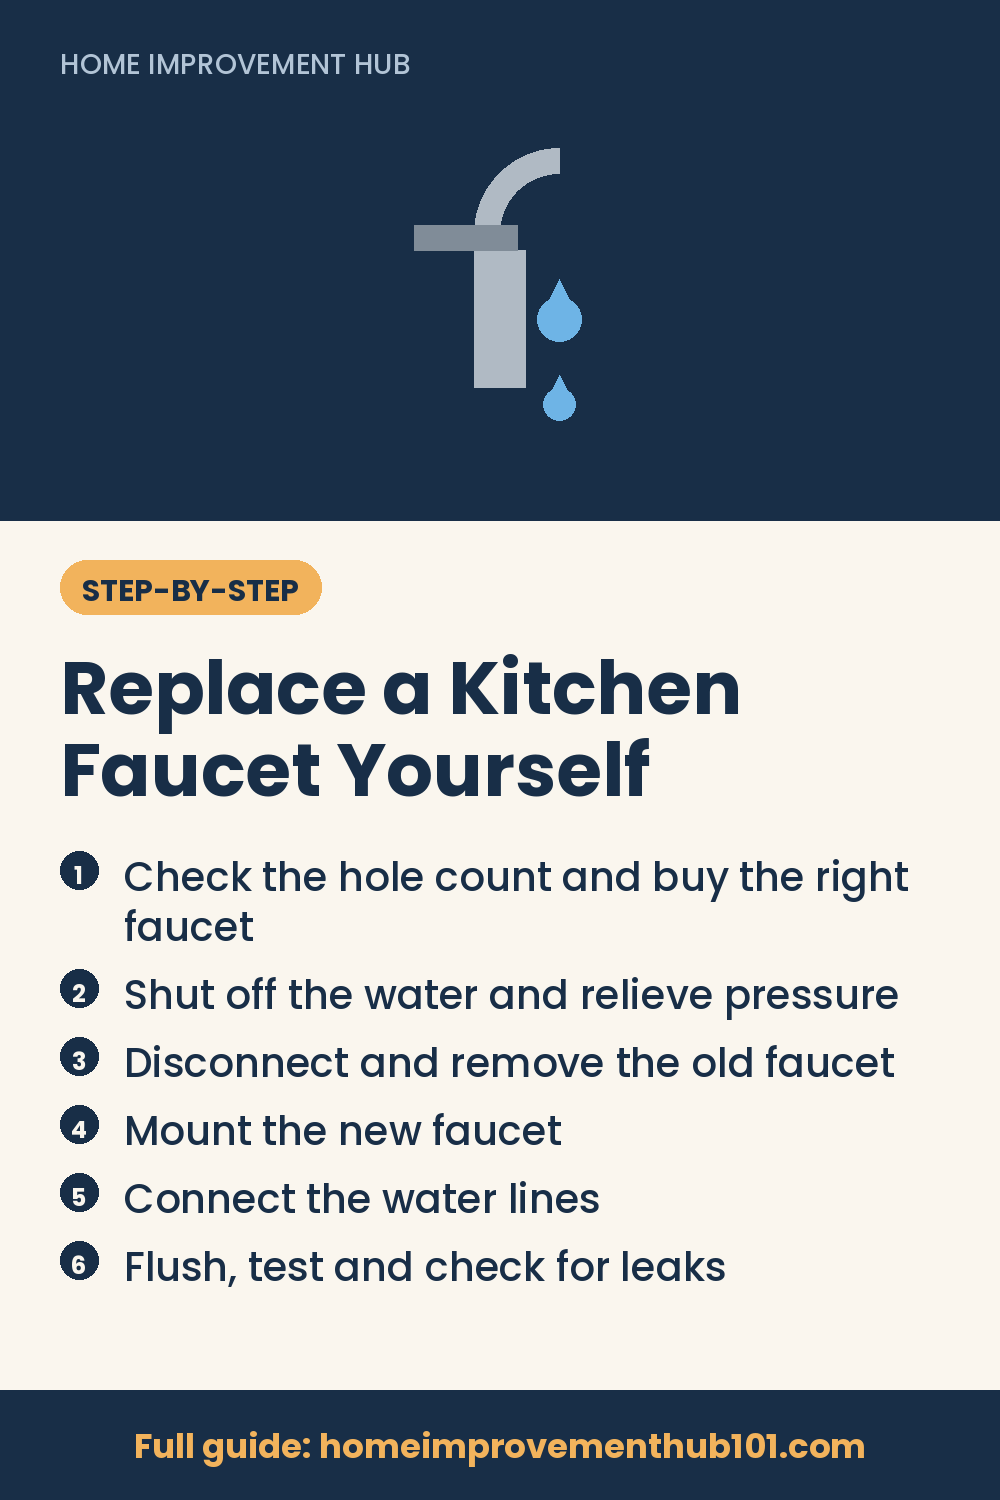 HOME IMPROVEMENT HUB
STEP-BY-STEP
Replace a Kitchen
Faucet Yourself
1 Check the hole count and buy the right
faucet
2 Shut off the water and relieve pressure
3 Disconnect and remove the old faucet
4 Mount the new faucet
5 Connect the water lines
6 Flush, test and check for leaks
Full guide: homeimprovementhub101.com